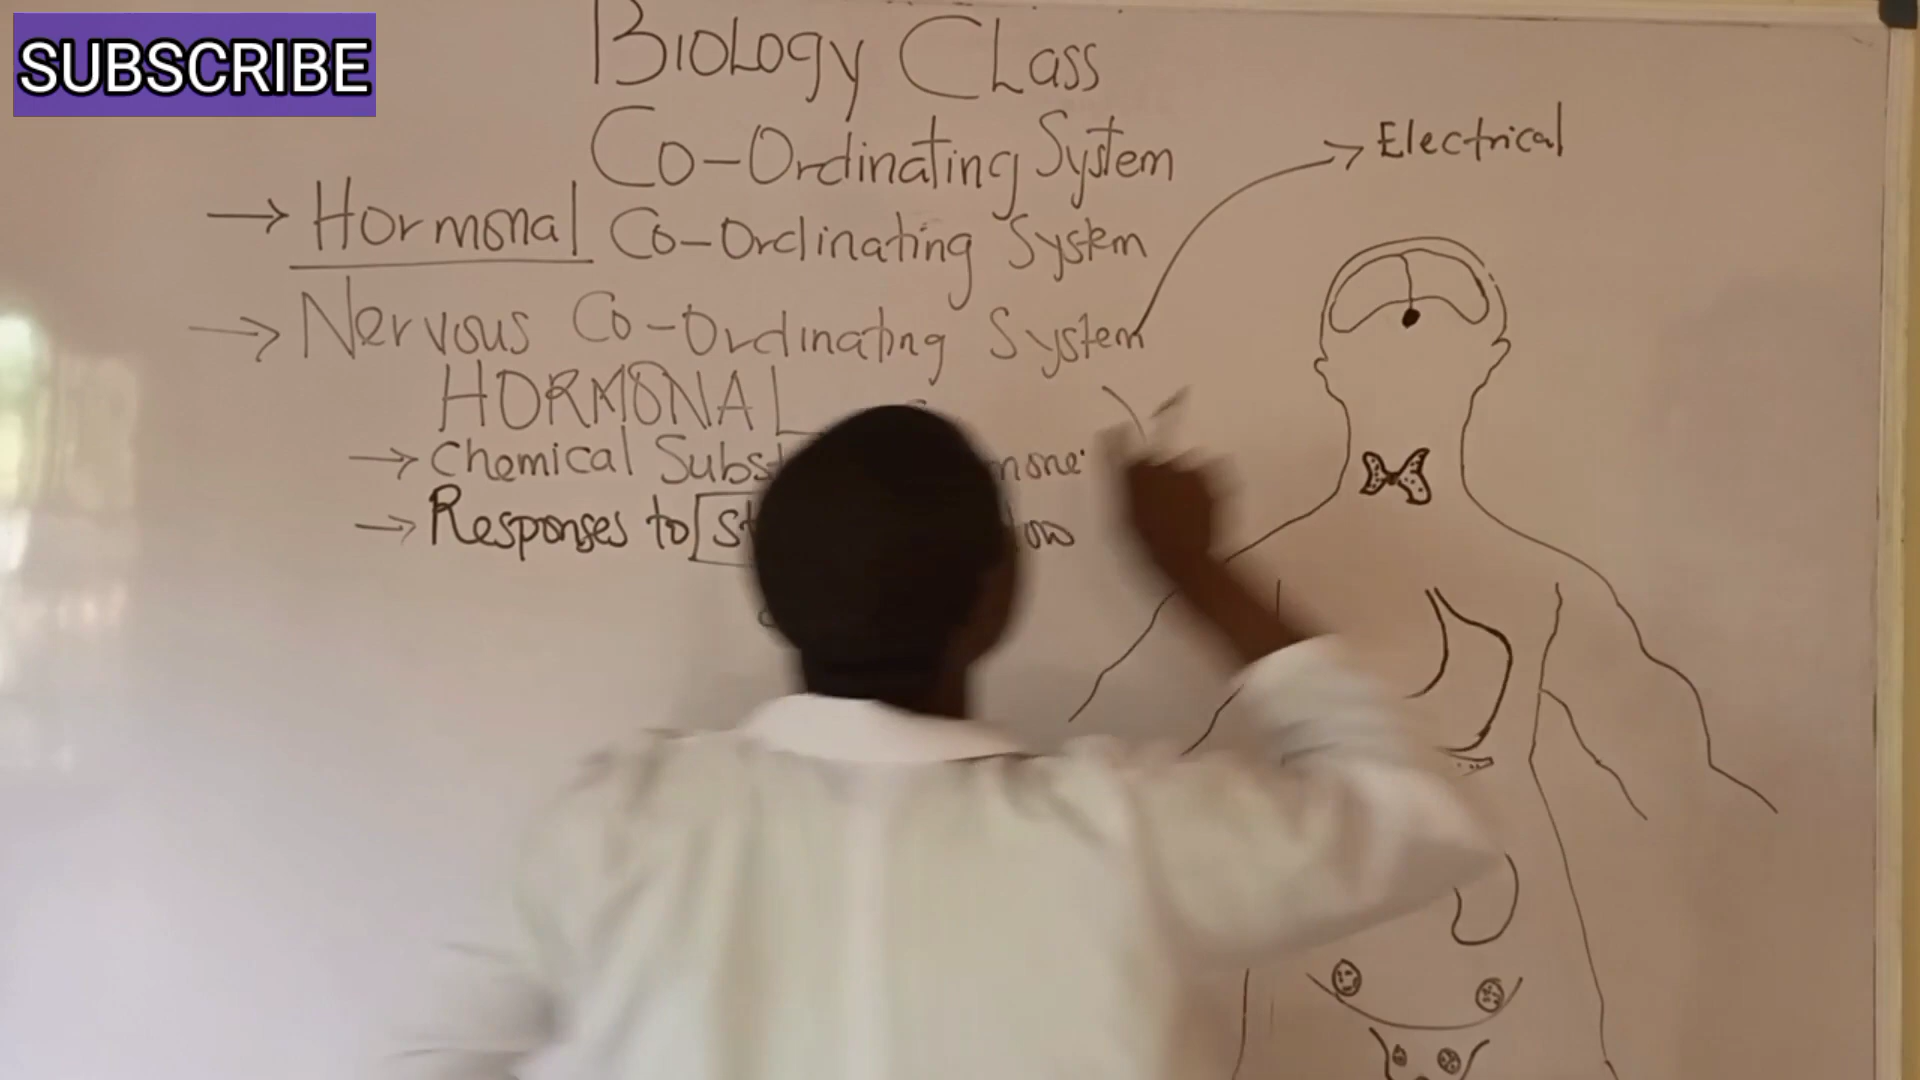 SUBSCRIBE
Biology Class
Co-Ordinating System
Electrical
→ Hormonal Co-Ordinating System
→ Nervous Co-Ordinating System
HORMONAL
→ Chemical
→ Responses to